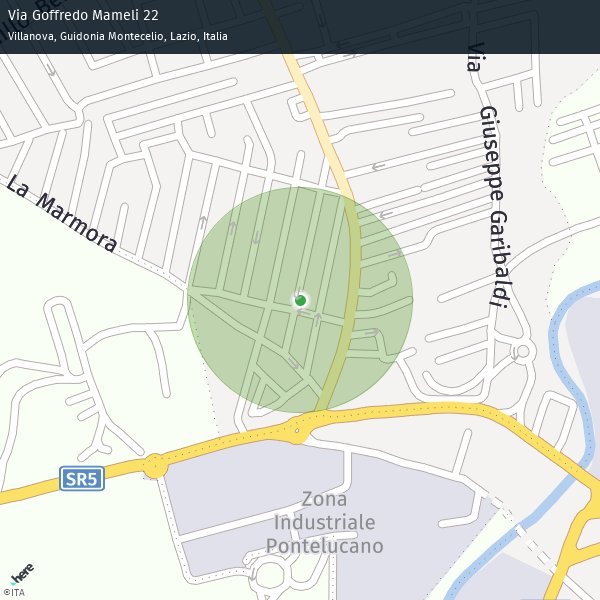 Via Goffredo Mameli 22
Villanova, Guidonia Montecelio, Lazio, Italia
Via Giuseppe Garibaldi
La Marmora
SR5
Zona
Industriale
Pontelucano
here
©ITA